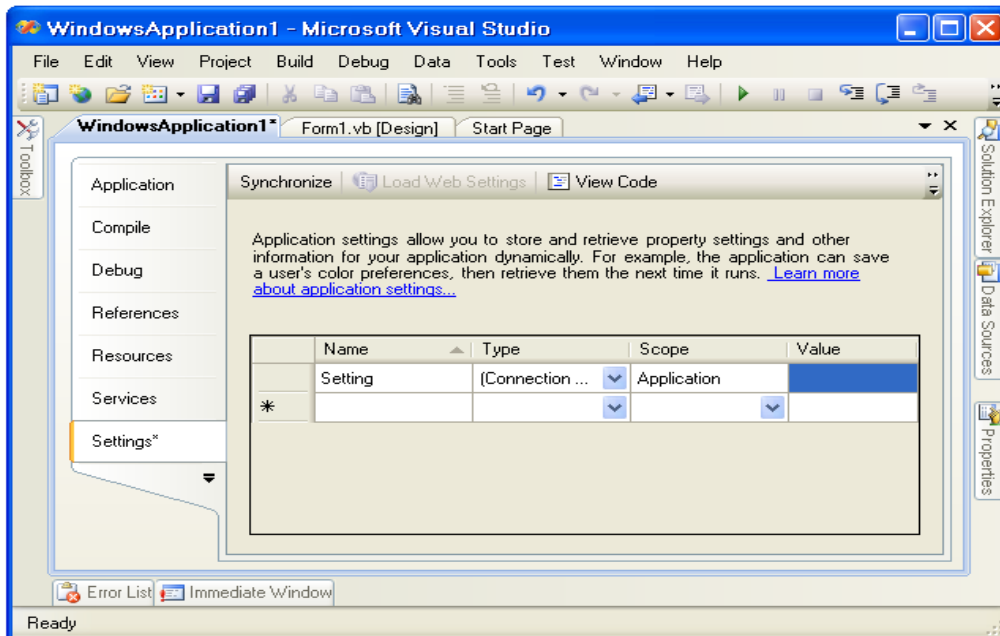 WindowsApplication1 - Microsoft Visual Studio
File Edit View Project Build Debug Data Tools Test Window Help
WindowsApplication1* Form1.vb [Design] Start Page
Toolbox
Application
Compile
Debug
References
Resources
Services
Settings*
Synchronize Load Web Settings View Code
Application settings allow you to store and retrieve property settings and other
information for your application dynamically. For example, the application can save
a user's color preferences, then retrieve them the next time it runs. Learn more
about application settings...
Name Type Scope Value
Setting (Connection ... Application
Solution Explorer
Data Sources
Properties
Error List Immediate Window
Ready